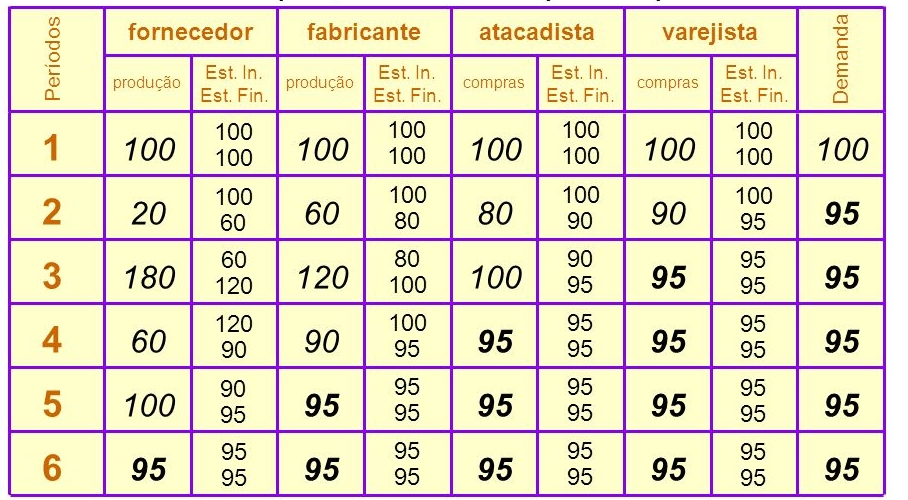 Períodos fornecedor fabricante atacadista varejista Demanda
produção Est. In. produção Est. In. compras Est. In. compras Est. In.
Est. Fin. Est. Fin. Est. Fin. Est. Fin.
1 100 100 100 100 100 100 100 100 100
100 100 100 100
2 20 100 60 100 80 100 90 100 95
60 80 90 95
3 180 60 120 80 100 90 95 95 95
120 100 95 95
4 60 120 90 100 95 95 95 95 95
90 95 95 95
5 100 90 95 95 95 95 95 95 95
95 95 95 95
6 95 95 95 95 95 95 95 95 95
95 95 95 95